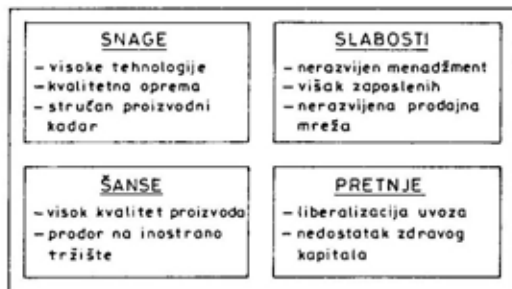 SNAGE
– visoke tehnologije
– kvalitetna oprema
– stručan proizvodni
kadar
SLABOSTI
– nerazvijen menadžment
– višak zaposlenih
– nerazvijena prodajna
mreža
ŠANSE
– visok kvalitet proizvoda
– prodor na inostrano
tržište
PRETNJE
– liberalizacija uvoza
– nedostatak zdravog
kapitala